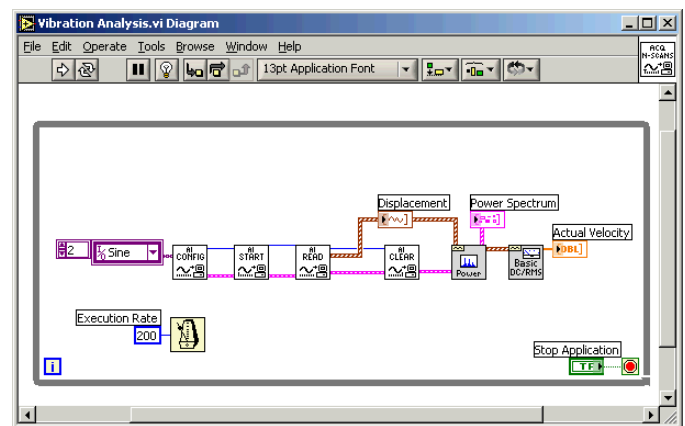 Vibration Analysis.vi Diagram
File Edit Operate Tools Browse Window Help
13pt Application Font
ACQ
N-SCANS
Displacement
Power Spectrum
Actual Velocity
DBL
2
I/O Sine
AI CONFIG
AI START
AI READ
AI CLEAR
Power
Basic DC/RMS
Execution Rate
200
Stop Application
TF
i